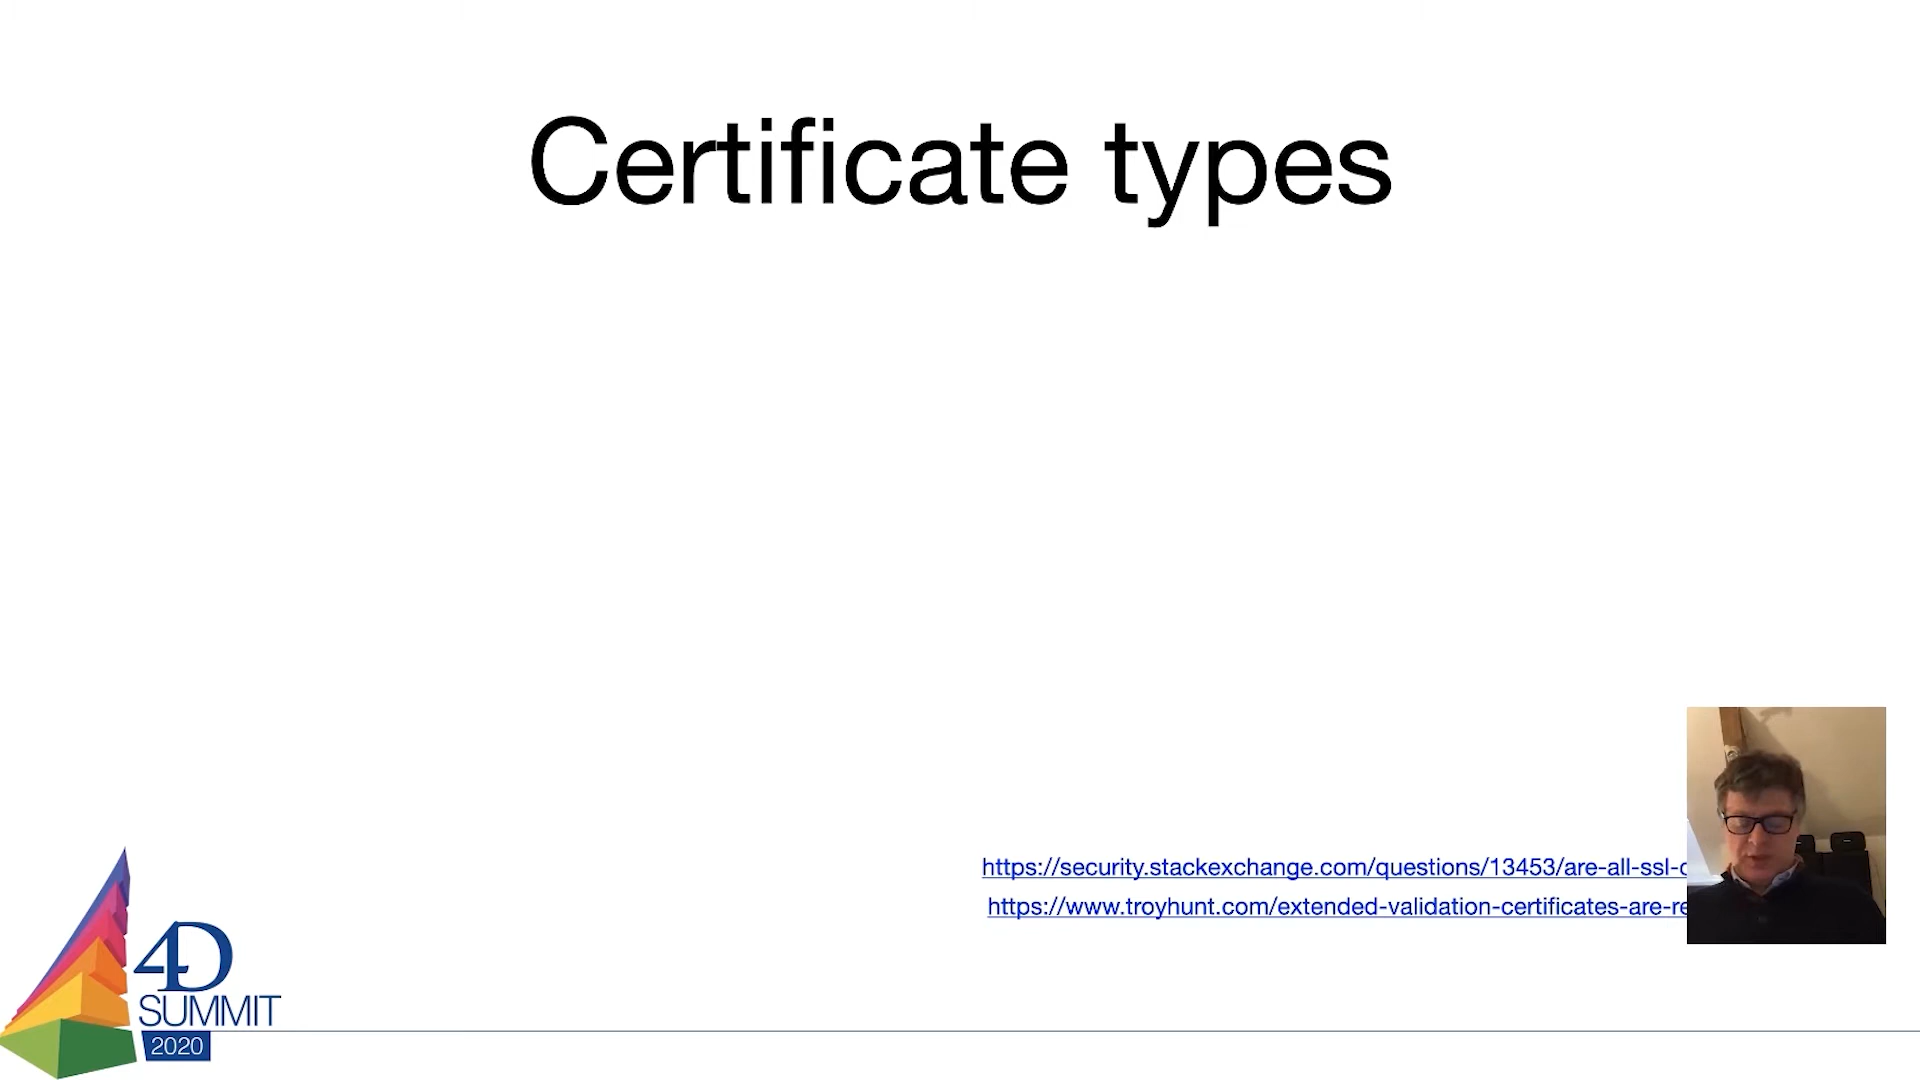 Certificate types
https://security.stackexchange.com/questions/13453/are-all-ssl-
https://www.troyhunt.com/extended-validation-certificates-are-re
4D
SUMMIT
2020